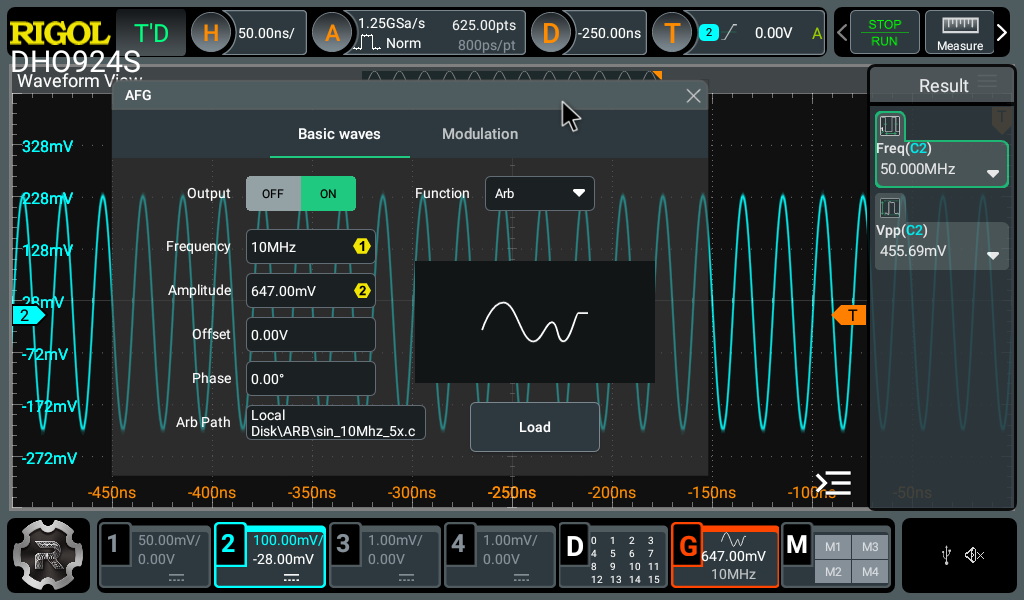 RIGOL T'D H 50.00ns/ A 1.25GSa/s 625.00pts D -250.00ns T 2 0.00V A STOP
Norm 800pts/pt RUN Measure
DHO924S
Waveform View
AFG
Result
Basic waves Modulation
Freq(C2)
50.000MHz
Vpp(C2)
455.69mV
Output OFF ON Function Arb
Frequency 10MHz 1
Amplitude 647.00mV 2
Offset 0.00V
Phase 0.00°
Arb Path Local
Disk\ARB\sin_10Mhz_5x.c
Load
328mV
228mV
128mV
28mV
2
T
-72mV
-172mV
-272mV
-450ns -400ns -350ns -300ns -250ns -200ns -150ns -100ns -50ns
1 50.00mV/ 2 100.00mV/ 3 1.00V/ 4 1.00V/ D 0 1 2 3 G 647.00mV M M1 M3
0.00V -28.00mV 0.00V 0.00V 4 5 6 7 10MHz M2 M4
8 9 10 11
12 13 14 15